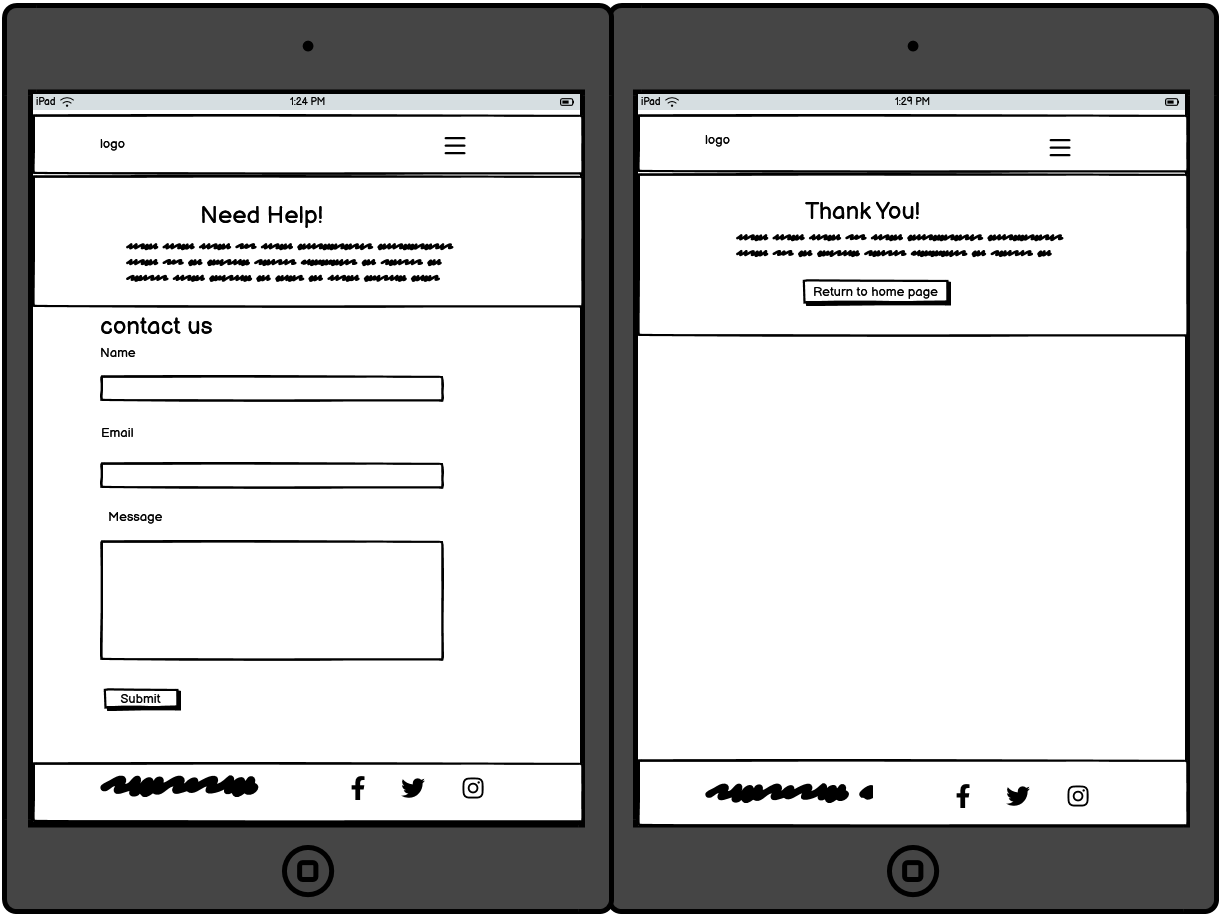 iPad
1:24 PM
logo
Need Help!
contact us
Name
Email
Message
Submit
iPad
1:29 PM
logo
Thank You!
Return to home page